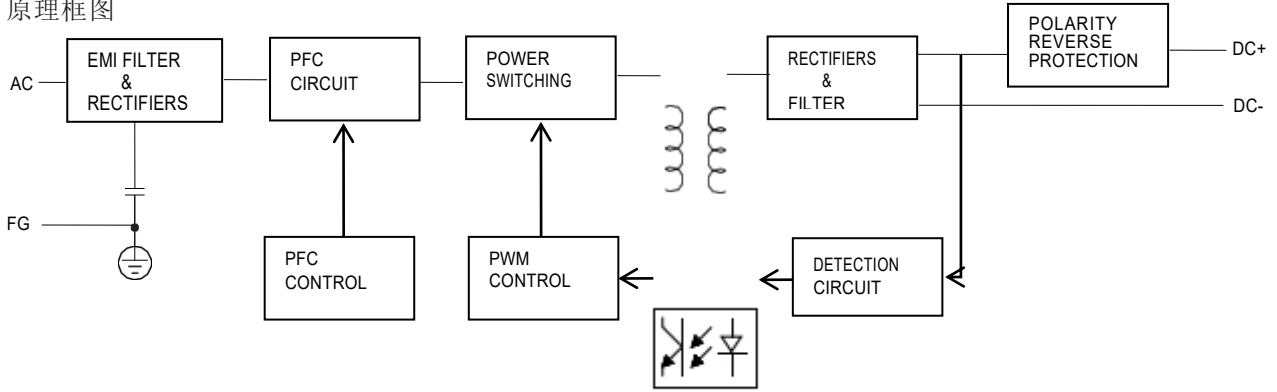 原理框图
AC
EMI FILTER
&
RECTIFIERS
PFC
CIRCUIT
POWER
SWITCHING
RECTIFIERS
&
FILTER
POLARITY
REVERSE
PROTECTION
DC+
DC-
FG
PFC
CONTROL
PWM
CONTROL
DETECTION
CIRCUIT